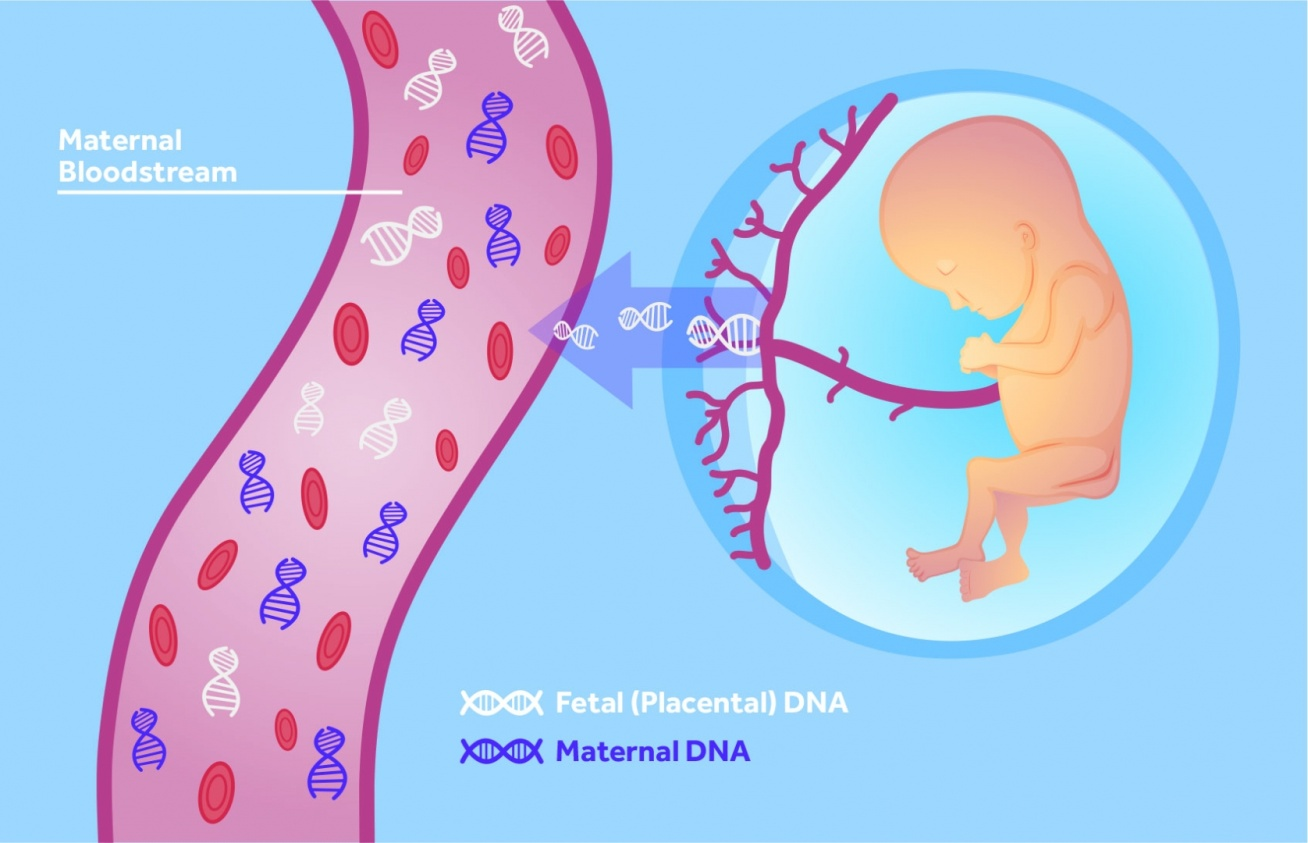 Maternal
Bloodstream
Fetal (Placental) DNA
Maternal DNA